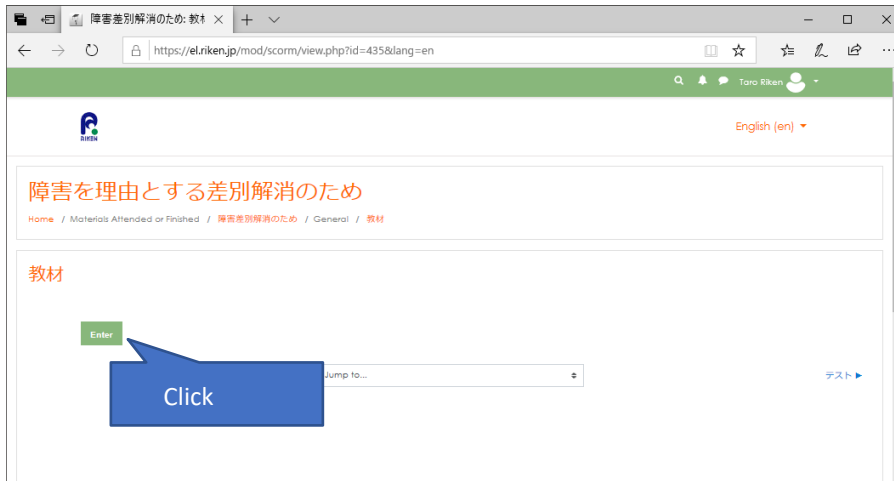 障害差別解消のため: 教材
https://el.riken.jp/mod/scorm/view.php?id=435&lang=en
Taro Riken
RIKEN
English (en)
障害を理由とする差別解消のため
Home / Materials Attended or Finished / 障害差別解消のため / General / 教材
教材
Enter
Jump to...
テスト ▶
Click